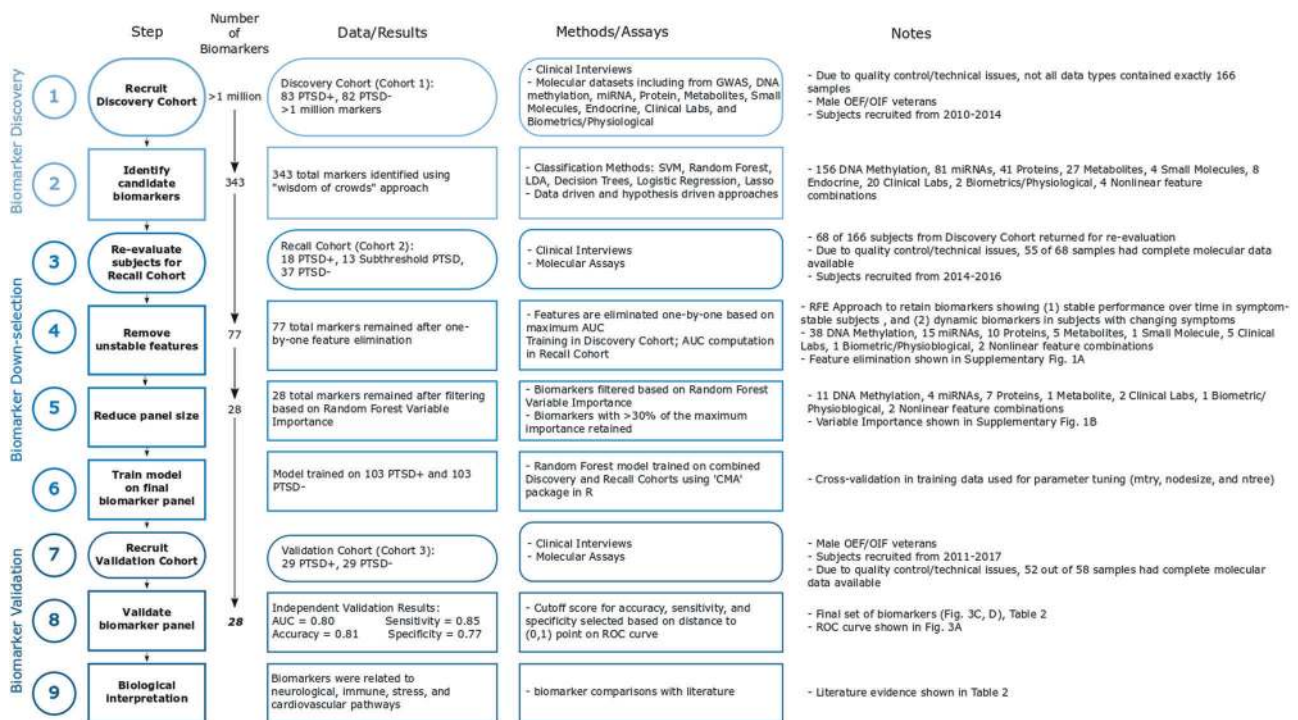 Step
Number
of
Biomarkers
Data/Results
Methods/Assays
Notes
Biomarker Discovery
1
Recruit
Discovery Cohort
>1 million
Discovery Cohort (Cohort 1):
83 PTSD+, 82 PTSD-
>1 million markers
- Clinical Interviews
- Molecular datasets including from GWAS, DNA
methylation, miRNA, Protein, Metabolites, Small
Molecules, Endocrine, Clinical Labs, and
Biometrics/Physiological
- Due to quality control/technical issues, not all data types contained exactly 166
samples
- Male OEF/OIF veterans
- Subjects recruited from 2010-2014
2
Identify
candidate
biomarkers
343
343 total markers identified using
"wisdom of crowds" approach
- Classification Methods: SVM, Random Forest,
LDA, Decision Trees, Logistic Regression, Lasso
- Data driven and hypothesis driven approaches
- 156 DNA Methylation, 81 miRNAs, 41 Proteins, 27 Metabolites, 4 Small Molecules, 8
Endocrine, 20 Clinical Labs, 2 Biometrics/Physiological, 4 Nonlinear feature
combinations
Biomarker Down-selection
3
Re-evaluate
subjects for
Recall Cohort
Recall Cohort (Cohort 2):
18 PTSD+, 13 Subthreshold PTSD,
37 PTSD-
- Clinical Interviews
- Molecular Assays
- 68 of 166 subjects from Discovery Cohort returned for re-evaluation
- Due to quality control/technical issues, 55 of 68 samples had complete molecular data
available
- Subjects recruited from 2014-2016
4
Remove
unstable features
77
77 total markers remained after one-
by-one feature elimination
- Features are eliminated one-by-one based on
maximum AUC
Training in Discovery Cohort; AUC computation
in Recall Cohort
- RFE Approach to retain biomarkers showing (1) stable performance over time in symptom-
stable subjects , and (2) dynamic biomarkers in subjects with changing symptoms
- 38 DNA Methylation, 15 miRNAs, 10 Proteins, 5 Metabolites, 1 Small Molecule, 5 Clinical
Labs, 1 Biometric/Physiological, 2 Nonlinear feature combinations
- Feature elimination shown in Supplementary Fig. 1A
5
Reduce panel size
28
28 total markers remained after filtering
based on Random Forest Variable
Importance
- Biomarkers filtered based on Random Forest
Variable Importance
- Biomarkers with >30% of the maximum
importance retained
- 11 DNA Methylation, 4 miRNAs, 7 Proteins, 1 Metabolite, 2 Clinical Labs, 1 Biometric/
Physioblogical, 2 Nonlinear feature combinations
- Variable Importance shown in Supplementary Fig. 1B
6
Train model
on final
biomarker panel
Model trained on 103 PTSD+ and 103
PTSD-
- Random Forest model trained on combined
Discovery and Recall Cohorts using 'CMA'
package in R
- Cross-validation in training data used for parameter tuning (mtry, nodesize, and ntree)
Biomarker Validation
7
Recruit
Validation Cohort
Validation Cohort (Cohort 3):
29 PTSD+, 29 PTSD-
- Clinical Interviews
- Molecular Assays
- Male OEF/OIF veterans
- Subjects recruited from 2011-2017
- Due to quality control/technical issues, 52 out of 58 samples had complete molecular
data available
8
Validate
biomarker panel
28
Independent Validation Results:
AUC = 0.80 Sensitivity = 0.85
Accuracy = 0.81 Specificity = 0.77
- Cutoff score for accuracy, sensitivity, and
specificity selected based on distance to
(0,1) point on ROC curve
- Final set of biomarkers (Fig. 3C, D), Table 2
- ROC curve shown in Fig. 3A
9
Biological
interpretation
Biomarkers were related to
neurological, immune, stress, and
cardiovascular pathways
- biomarker comparisons with literature
- Literature evidence shown in Table 2